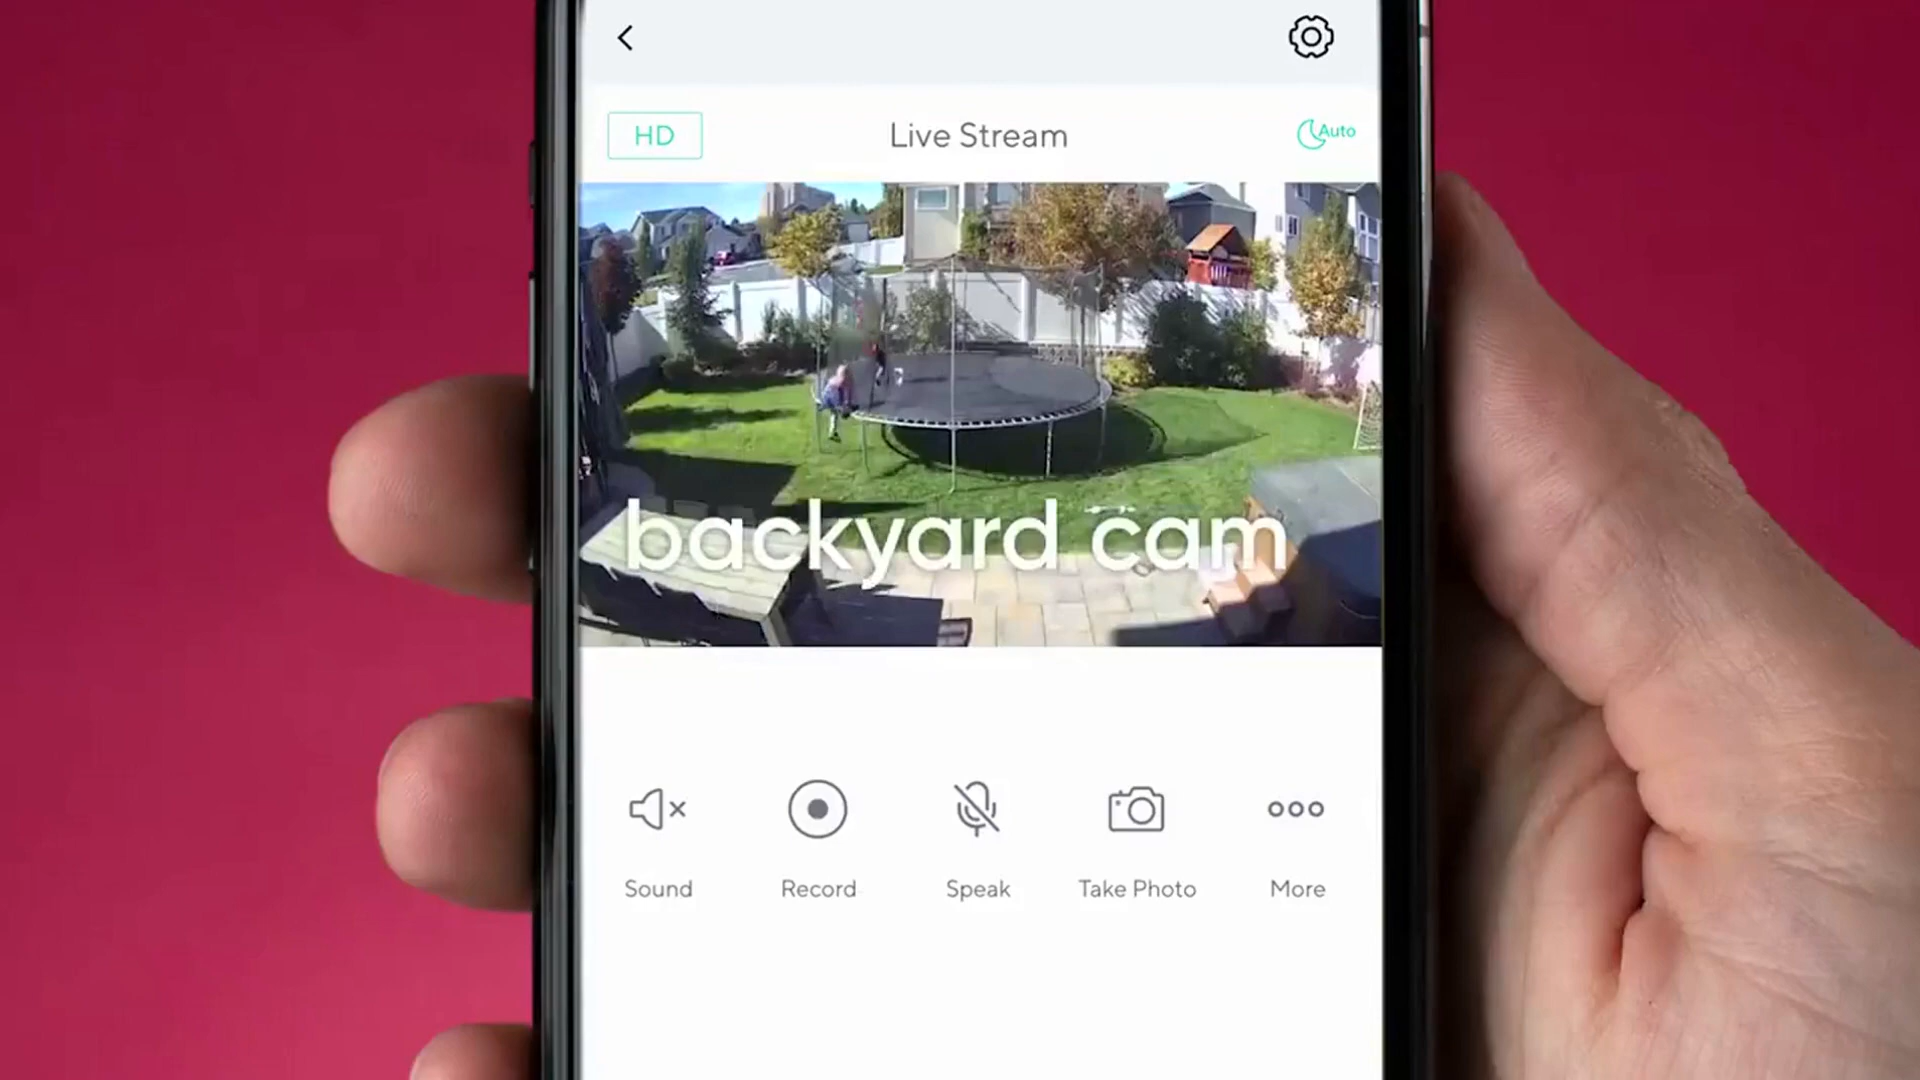 HD
Live Stream
Auto
backyard cam
Sound
Record
Speak
Take Photo
More